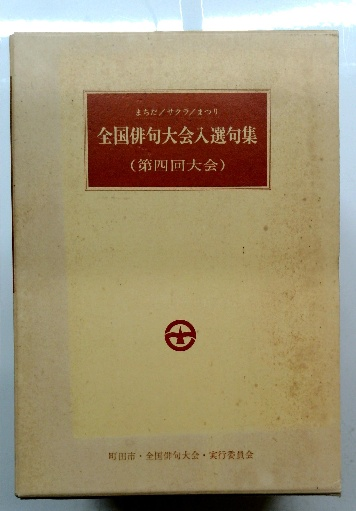 まちだ/サクラ/まつり
全国俳句大会入選句集
(第四回大会)
町田市・全国俳句大会・実行委員会